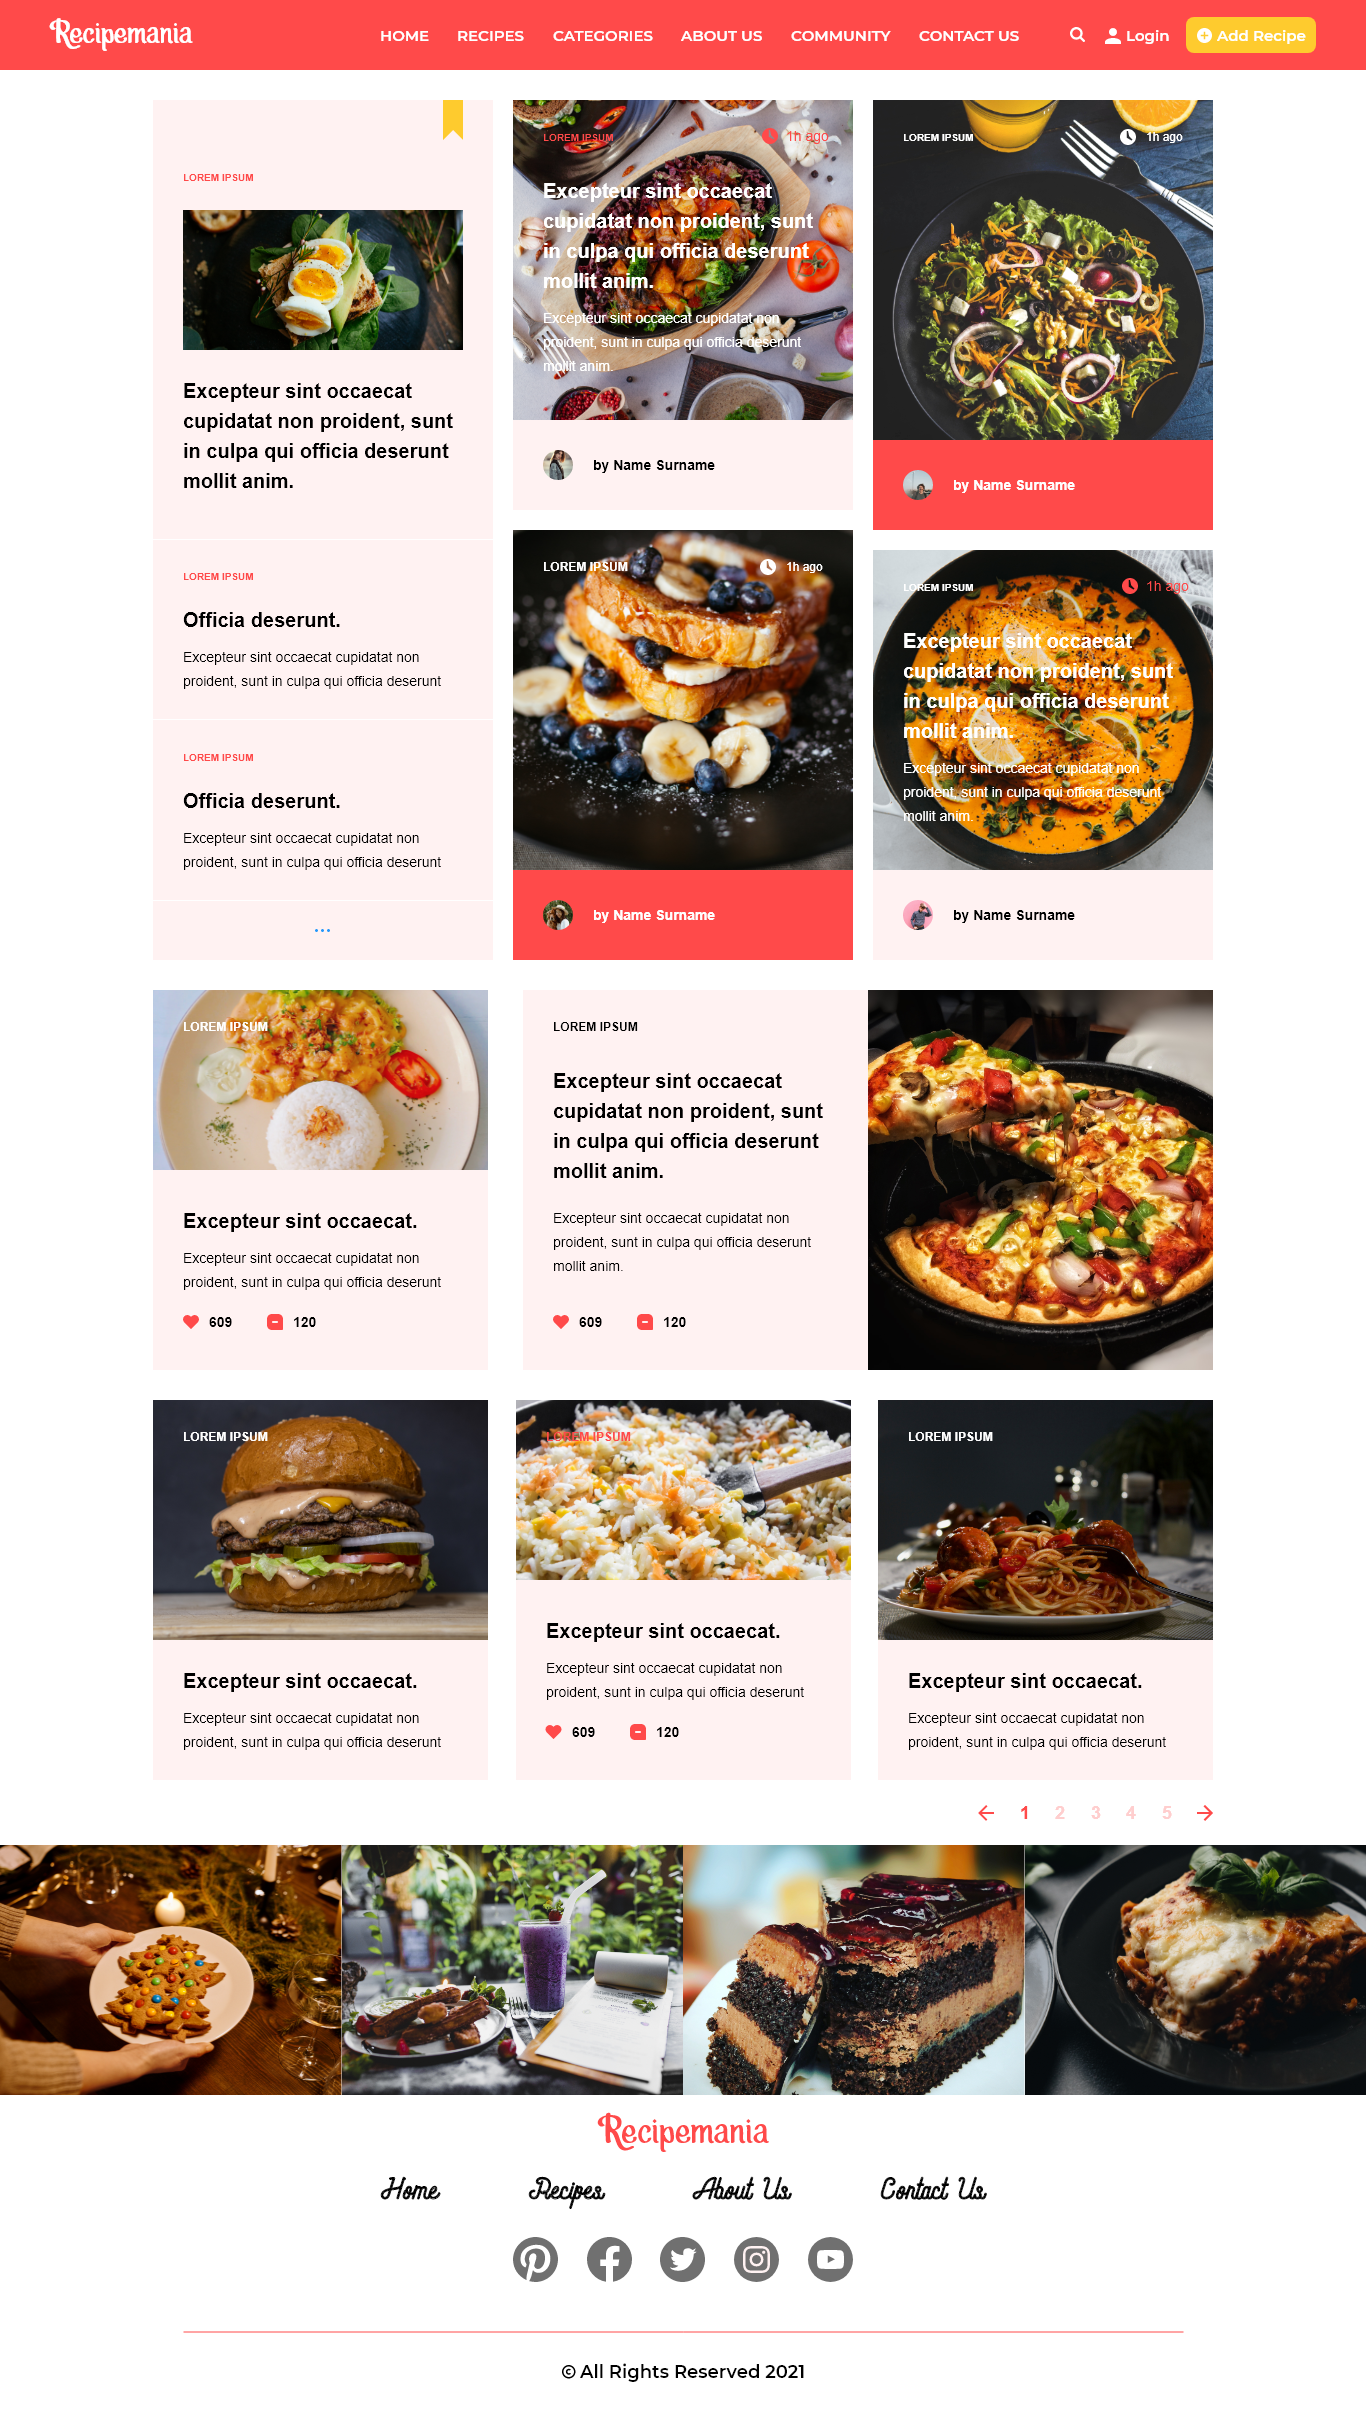 Recipemania
HOME RECIPES CATEGORIES ABOUT US COMMUNITY CONTACT US Login Add Recipe
LOREM IPSUM
Excepteur sint occaecat
cupidatat non proident, sunt
in culpa qui officia deserunt
mollit anim.
LOREM IPSUM
Officia deserunt.
Excepteur sint occaecat cupidatat non
proident, sunt in culpa qui officia deserunt
LOREM IPSUM
Officia deserunt.
Excepteur sint occaecat cupidatat non
proident, sunt in culpa qui officia deserunt
...
LOREM IPSUM 1h ago
Excepteur sint occaecat
cupidatat non proident, sunt
in culpa qui officia deserunt
mollit anim.
Excepteur sint occaecat cupidatat non
proident, sunt in culpa qui officia deserunt
mollit anim.
by Name Surname
LOREM IPSUM 1h ago
by Name Surname
LOREM IPSUM 1h ago
by Name Surname
LOREM IPSUM 1h ago
Excepteur sint occaecat
cupidatat non proident, sunt
in culpa qui officia deserunt
mollit anim.
Excepteur sint occaecat cupidatat non
proident, sunt in culpa qui officia deserunt
mollit anim.
by Name Surname
LOREM IPSUM
Excepteur sint occaecat.
Excepteur sint occaecat cupidatat non
proident, sunt in culpa qui officia deserunt
609 120
LOREM IPSUM
Excepteur sint occaecat
cupidatat non proident, sunt
in culpa qui officia deserunt
mollit anim.
Excepteur sint occaecat cupidatat non
proident, sunt in culpa qui officia deserunt
mollit anim.
609 120
LOREM IPSUM
Excepteur sint occaecat.
Excepteur sint occaecat cupidatat non
proident, sunt in culpa qui officia deserunt
LOREM IPSUM
Excepteur sint occaecat.
Excepteur sint occaecat cupidatat non
proident, sunt in culpa qui officia deserunt
609 120
LOREM IPSUM
Excepteur sint occaecat.
Excepteur sint occaecat cupidatat non
proident, sunt in culpa qui officia deserunt
1 2 3 4 5
Recipemania
Home Recipes About Us Contact Us
© All Rights Reserved 2021